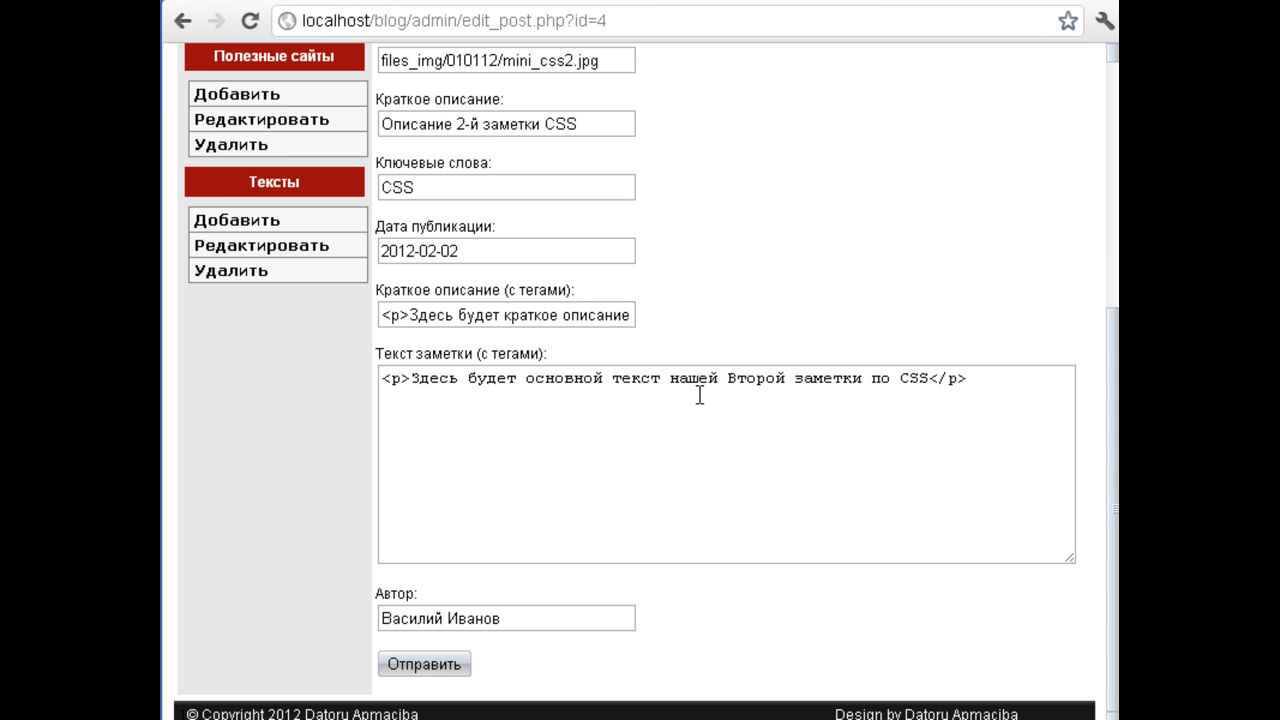 localhost/blog/admin/edit_post.php?id=4
Полезные сайты
Добавить
Редактировать
Удалить
Тексты
Добавить
Редактировать
Удалить
files_img/010112/mini_css2.jpg
Краткое описание:
Описание 2-й заметки CSS
Ключевые слова:
CSS
Дата публикации:
2012-02-02
Краткое описание (с тегами):
<p>Здесь будет краткое описание
Текст заметки (с тегами):
<p>Здесь будет основной текст нашей Второй заметки по CSS</p>
Автор:
Василий Иванов
Отправить
© Copyright 2012 Datoru Apmaciba
Design by Datoru Apmaciba